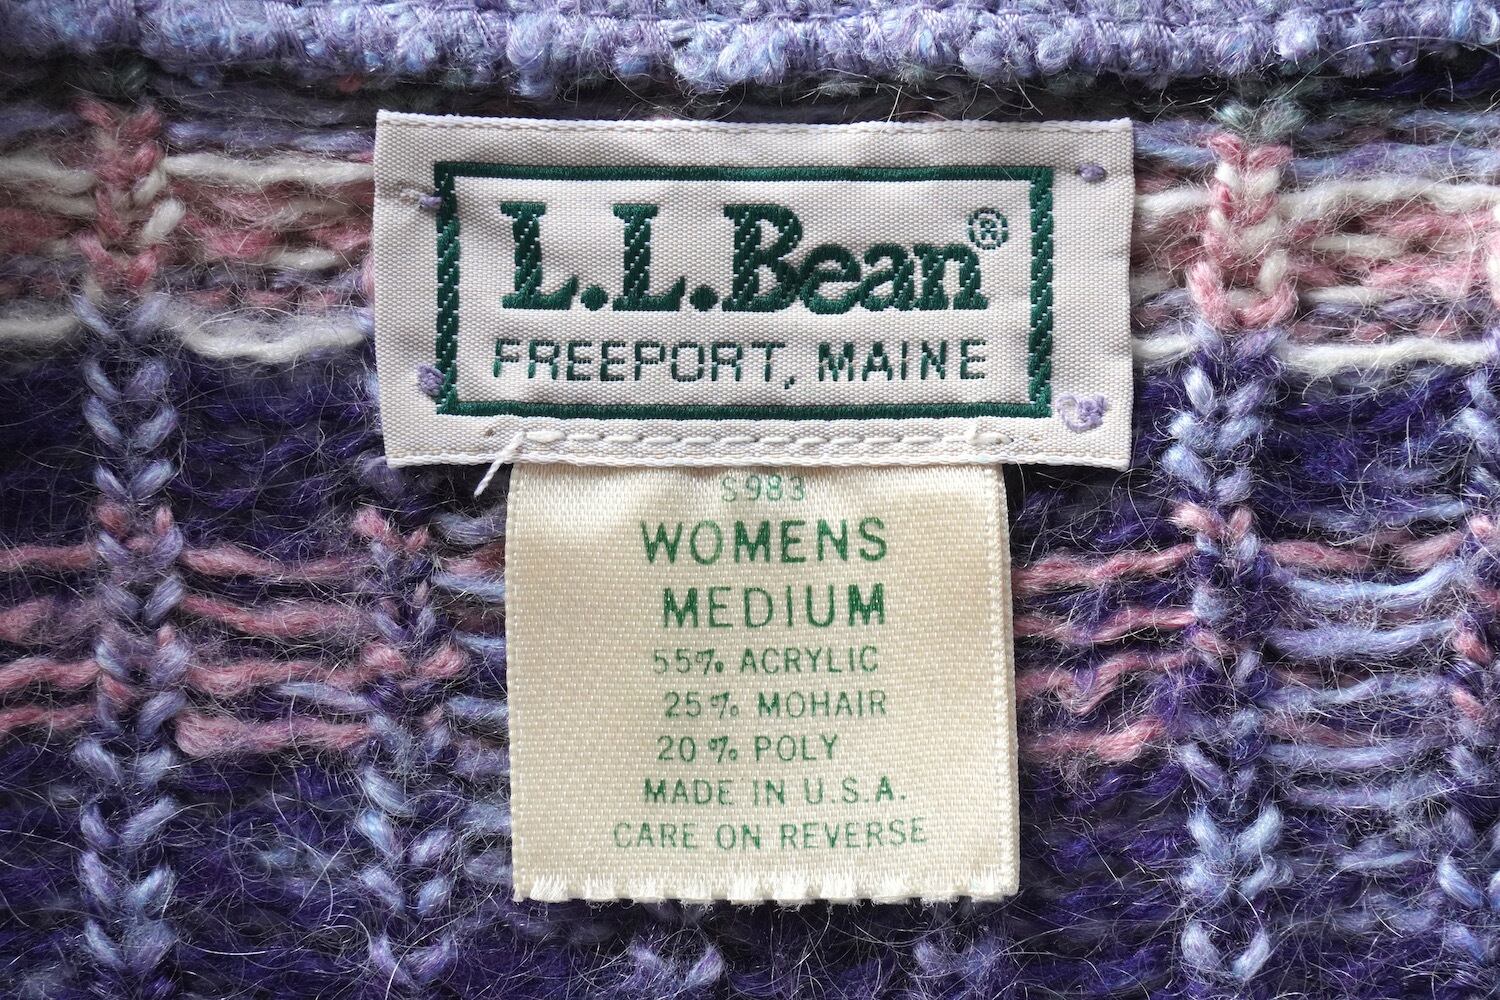 L.L.Bean®
FREEPORT, MAINE
S983
WOMENS
MEDIUM
55% ACRYLIC
25% MOHAIR
20% POLY
MADE IN U.S.A.
CARE ON REVERSE